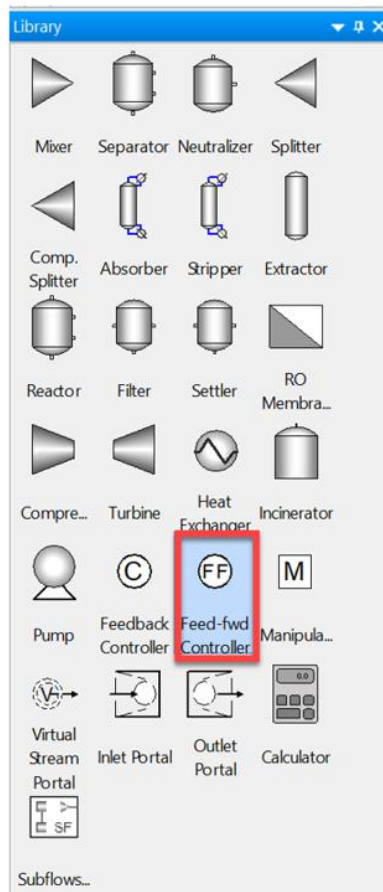 Library
Mixer Separator Neutralizer Splitter
Comp. Splitter Absorber Stripper Extractor
Reactor Filter Settler RO Membra...
Compre... Turbine Heat Exchanger Incinerator
C FF M
Pump Feedback Controller Feed-fwd Controller Manipula...
V 0.0
Virtual Stream Portal Inlet Portal Outlet Portal Calculator
SF
Subflows...